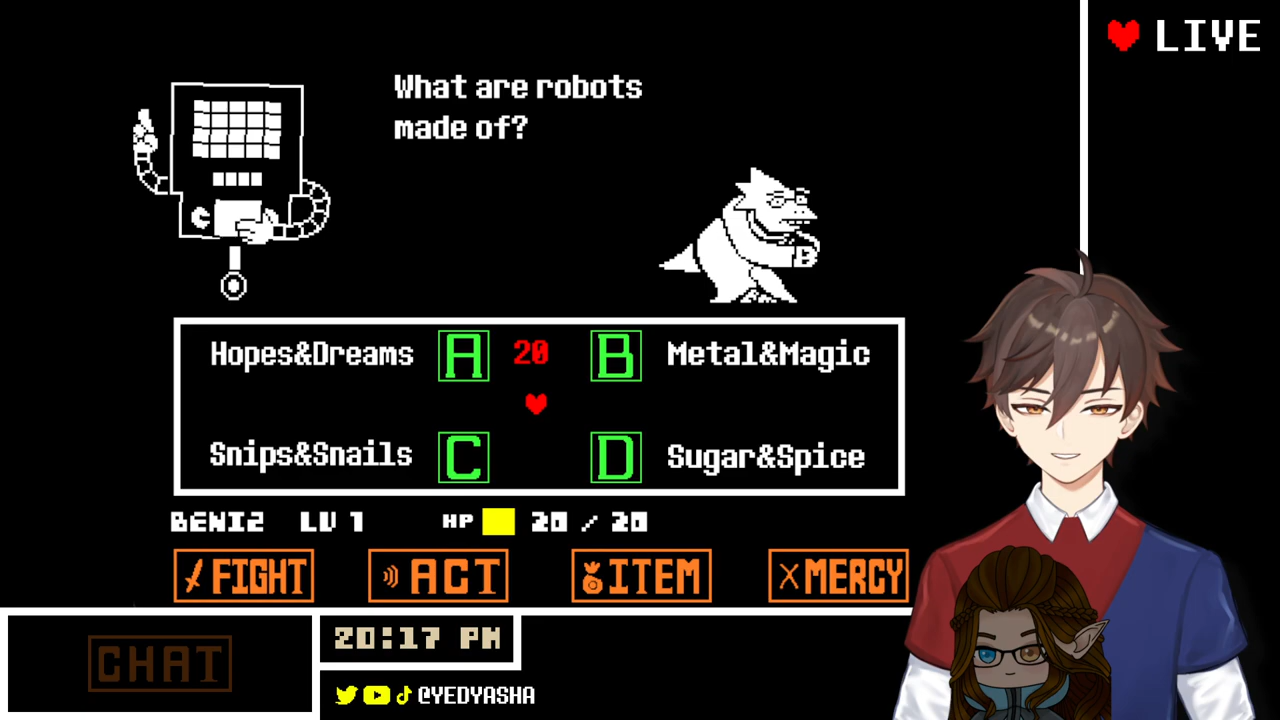 LIVE
What are robots
made of?
Hopes&Dreams A 20 B Metal&Magic
Snips&Snails C D Sugar&Spice
BENIZ LV 1 HP 20 / 20
FIGHT ACT ITEM MERCY
CHAT
20:17 PM
@YEDYASHA